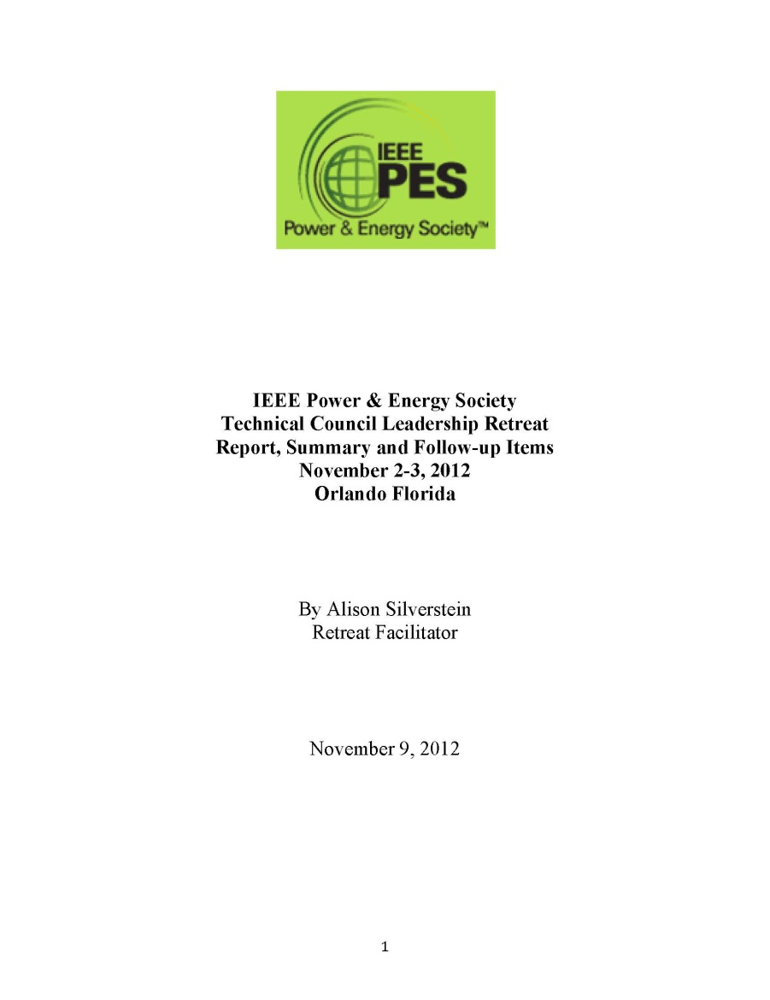 IEEE
PES
Power & Energy Society™
IEEE Power & Energy Society
Technical Council Leadership Retreat
Report, Summary and Follow-up Items
November 2-3, 2012
Orlando Florida
By Alison Silverstein
Retreat Facilitator
November 9, 2012
1